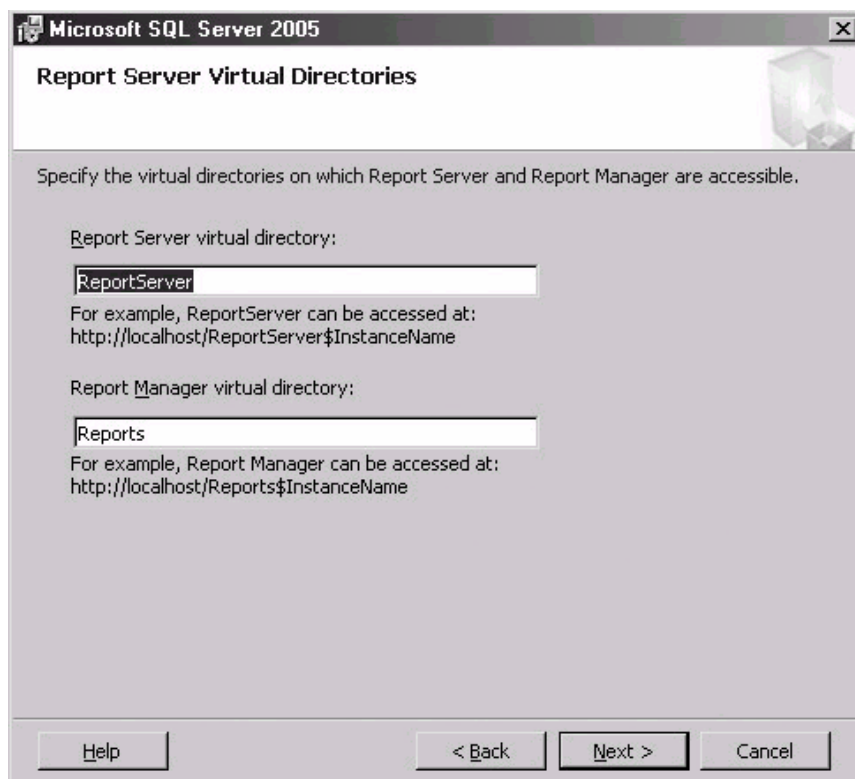 Microsoft SQL Server 2005
Report Server Virtual Directories
Specify the virtual directories on which Report Server and Report Manager are accessible.
Report Server virtual directory:
ReportServer
For example, ReportServer can be accessed at:
http://localhost/ReportServer$InstanceName
Report Manager virtual directory:
Reports
For example, Report Manager can be accessed at:
http://localhost/Reports$InstanceName
Help
< Back
Next >
Cancel